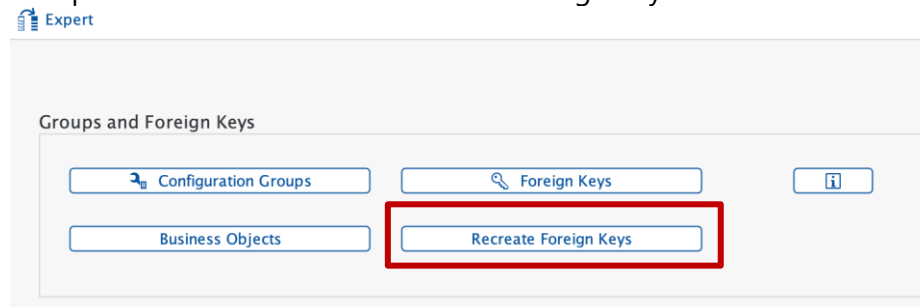 Expert
Groups and Foreign Keys
Configuration Groups
Foreign Keys
i
Business Objects
Recreate Foreign Keys